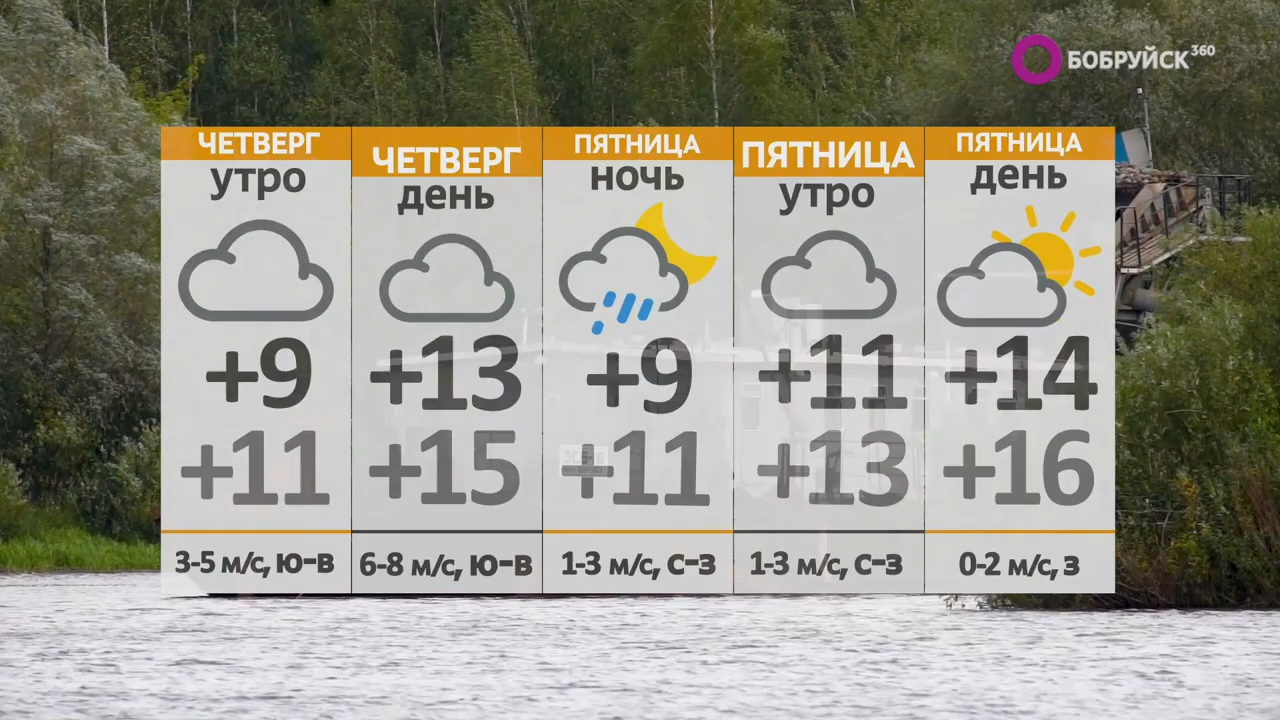 БОБРУЙСК360
ЧЕТВЕРГ
утро
+9
+11
3-5 м/с, ю-в
ЧЕТВЕРГ
день
+13
+15
6-8 м/с, ю-в
ПЯТНИЦА
ночь
+9
+11
1-3 м/с, с-з
ПЯТНИЦА
утро
+11
+13
1-3 м/с, с-з
ПЯТНИЦА
день
+14
+16
0-2 м/с, з